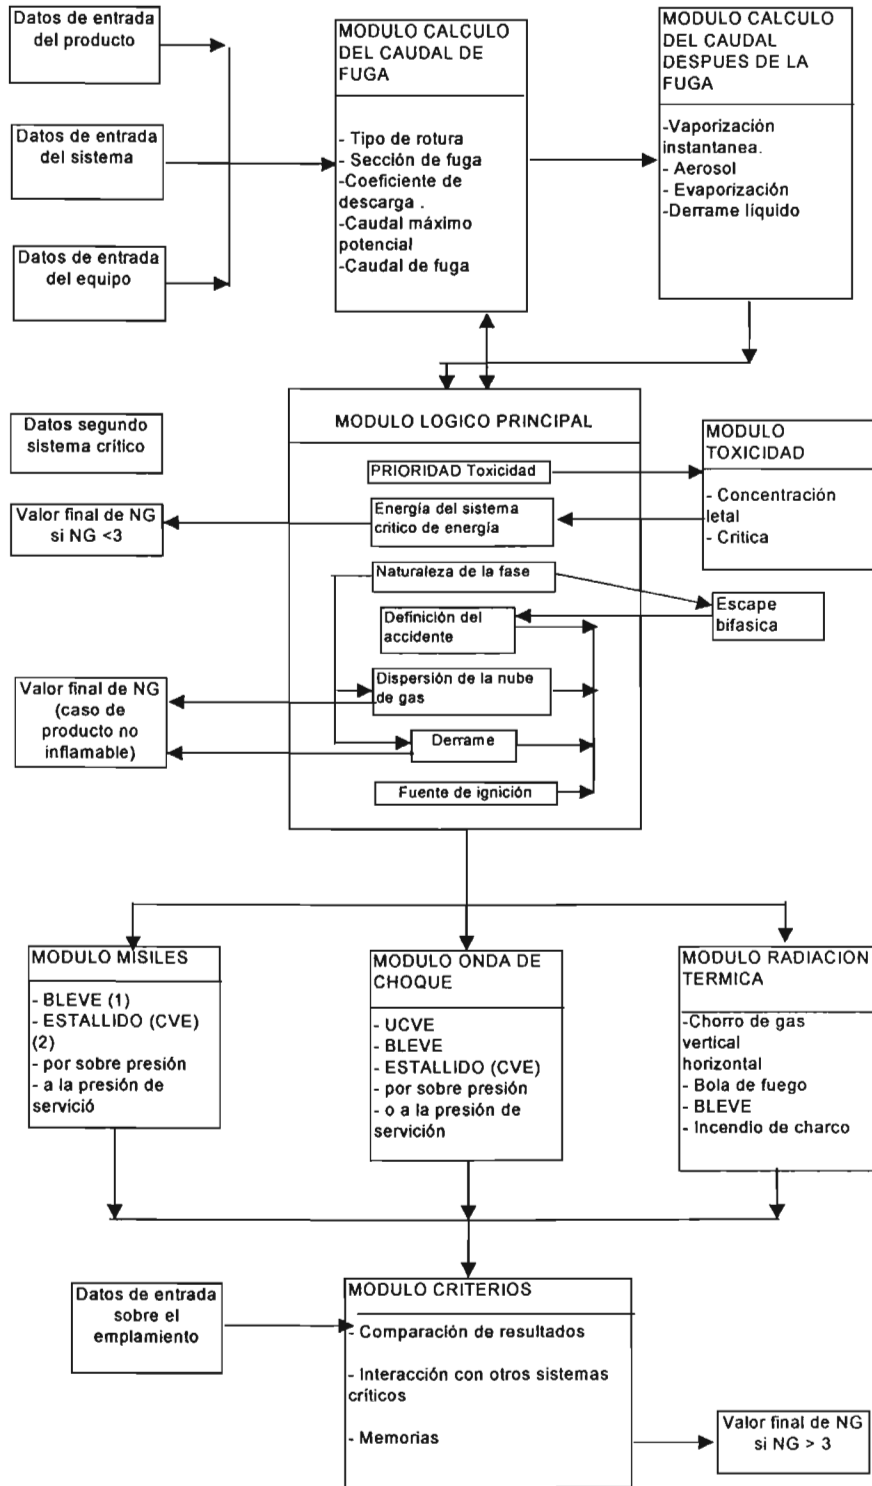 Datos de entrada
del producto
MODULO CALCULO
DEL CAUDAL DE
FUGA
- Tipo de rotura
- Sección de fuga
-Coeficiente de
descarga .
-Caudal máximo
potencial
-Caudal de fuga
MODULO CALCULO
DEL CAUDAL
DESPUES DE LA
FUGA
-Vaporización
instantanea.
- Aerosol
- Evaporización
-Derrame líquido
Datos de entrada
del sistema
Datos de entrada
del equipo
Datos segundo
sistema crítico
MODULO LOGICO PRINCIPAL
PRIORIDAD Toxicidad
MODULO
TOXICIDAD
- Concentración
letal
- Critica
Valor final de NG
si NG <3
Energía del sistema
critico de energía
Naturaleza de la fase
Escape
bifasica
Definición del
accidente
Valor final de NG
(caso de
producto no
inflamable)
Dispersión de la nube
de gas
Derrame
Fuente de ignición
MODULO MISILES
- BLEVE (1)
- ESTALLIDO (CVE)
(2)
- por sobre presión
- a la presión de
servició
MODULO ONDA DE
CHOQUE
- UCVE
- BLEVE
- ESTALLIDO (CVE)
- por sobre presión
- o a la presión de
servición
MODULO RADIACION
TERMICA
-Chorro de gas
vertical
horizontal
- Bola de fuego
- BLEVE
- Incendio de charco
Datos de entrada
sobre el
emplamiento
MODULO CRITERIOS
- Comparación de resultados
- Interacción con otros sistemas
críticos
- Memorias
Valor final de NG
si NG > 3